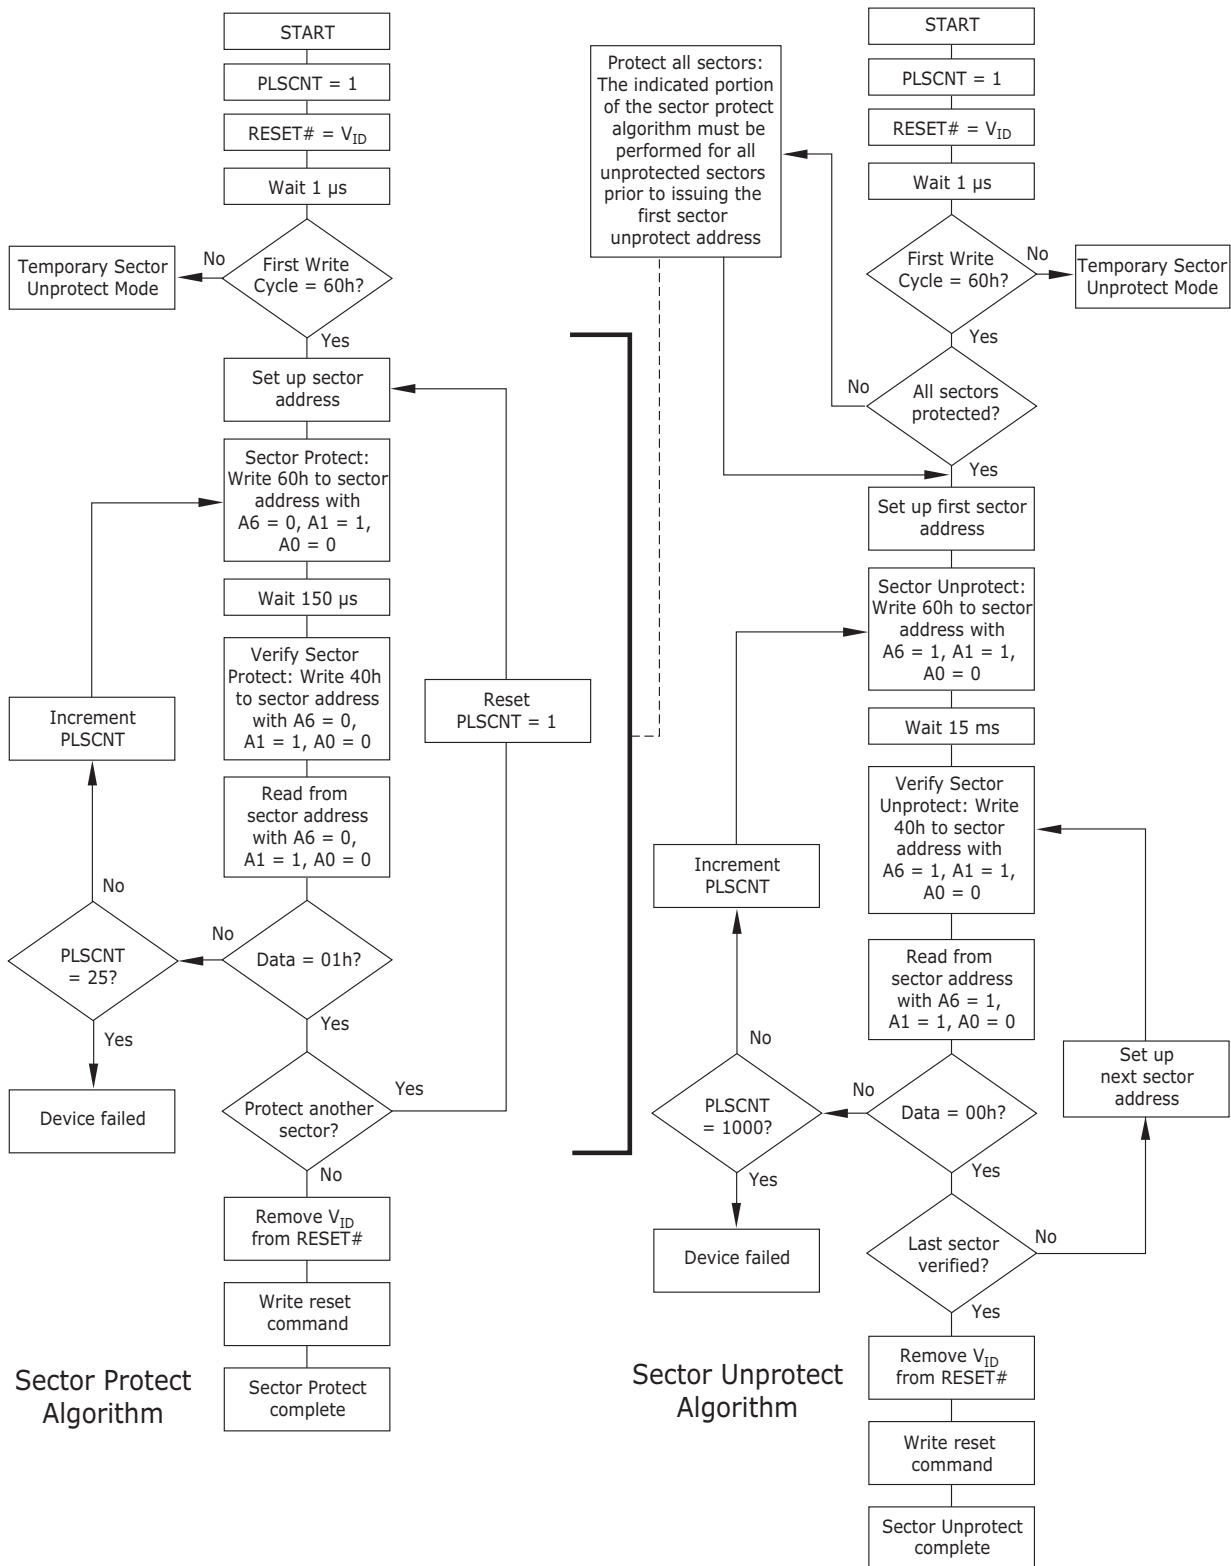 START
PLSCNT = 1
RESET# = VID
Wait 1 µs
First Write
Cycle = 60h?
No
Temporary Sector
Unprotect Mode
Yes
Set up sector
address
Sector Protect:
Write 60h to sector
address with
A6 = 0, A1 = 1,
A0 = 0
Wait 150 µs
Verify Sector
Protect: Write 40h
to sector address
with A6 = 0,
A1 = 1, A0 = 0
Increment
PLSCNT
Reset
PLSCNT = 1
Read from
sector address
with A6 = 0,
A1 = 1, A0 = 0
No
PLSCNT
= 25?
No
Data = 01h?
Yes
Yes
Device failed
Protect another
sector?
Yes
No
Remove VID
from RESET#
Write reset
command
Sector Protect
complete
Sector Protect
Algorithm
Protect all sectors:
The indicated portion
of the sector protect
algorithm must be
performed for all
unprotected sectors
prior to issuing the
first sector
unprotect address
START
PLSCNT = 1
RESET# = VID
Wait 1 µs
First Write
Cycle = 60h?
No
Temporary Sector
Unprotect Mode
Yes
No
All sectors
protected?
Yes
Set up first sector
address
Sector Unprotect:
Write 60h to sector
address with
A6 = 1, A1 = 1,
A0 = 0
Wait 15 ms
Verify Sector
Unprotect: Write
40h to sector
address with
A6 = 1, A1 = 1,
A0 = 0
Increment
PLSCNT
Read from
sector address
with A6 = 1,
A1 = 1, A0 = 0
No
Set up
next sector
address
PLSCNT
= 1000?
No
Data = 00h?
Yes
Yes
Device failed
Last sector
verified?
No
Yes
Remove VID
from RESET#
Write reset
command
Sector Unprotect
complete
Sector Unprotect
Algorithm